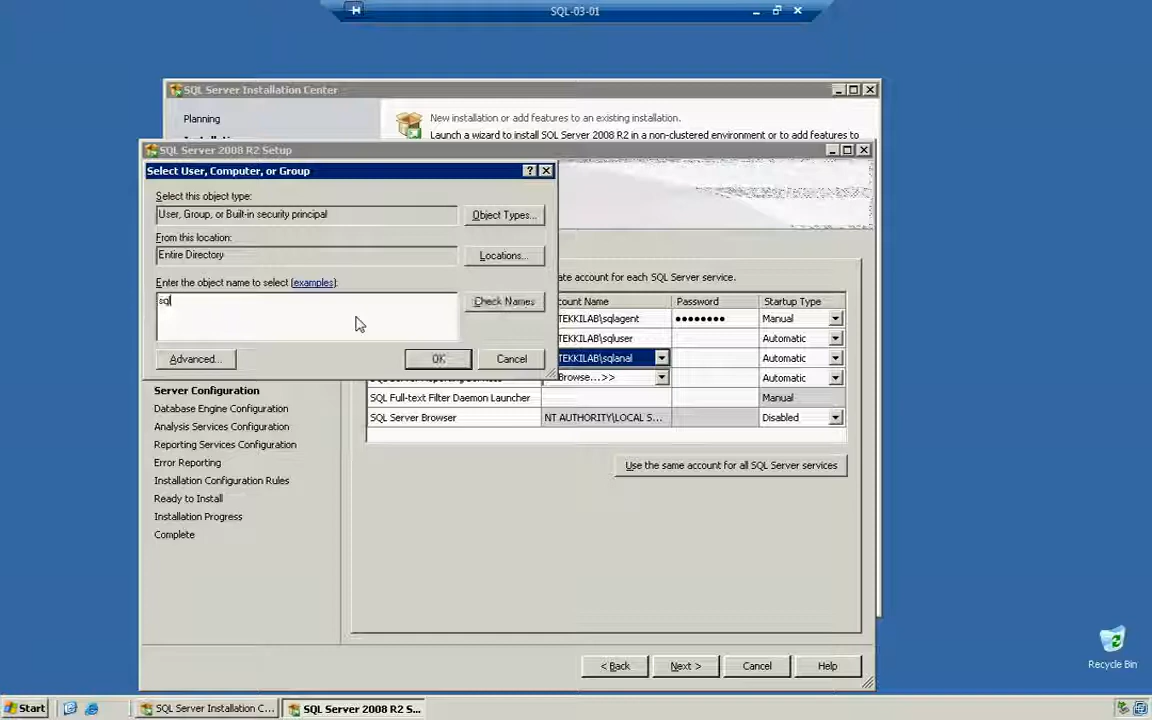 SQL-03-01
SQL Server Installation Center
Planning
New installation or add features to an existing installation.
Launch a wizard to install SQL Server 2008 R2 in a non-clustered environment or to add features to
SQL Server 2008 R2 Setup
Select User, Computer, or Group
Select this object type:
User, Group, or Built-in security principal
Object Types...
From this location:
Entire Directory
Locations...
Enter the object name to select (examples):
sql
Check Names
Advanced...
OK
Cancel
ate account for each SQL Server service.
ount Name Password Startup Type
TEKKILAB\sqlagent ●●●●●●●● Manual
TEKKILAB\sqluser Automatic
TEKKILAB\sqlanal Automatic
Browse...>> Automatic
SQL Full-text Filter Daemon Launcher Manual
SQL Server Browser NT AUTHORITY\LOCAL S... Disabled
Use the same account for all SQL Server services
Server Configuration
Database Engine Configuration
Analysis Services Configuration
Reporting Services Configuration
Error Reporting
Installation Configuration Rules
Ready to Install
Installation Progress
Complete
< Back
Next >
Cancel
Help
Recycle Bin
Start
SQL Server Installation C...
SQL Server 2008 R2 S...